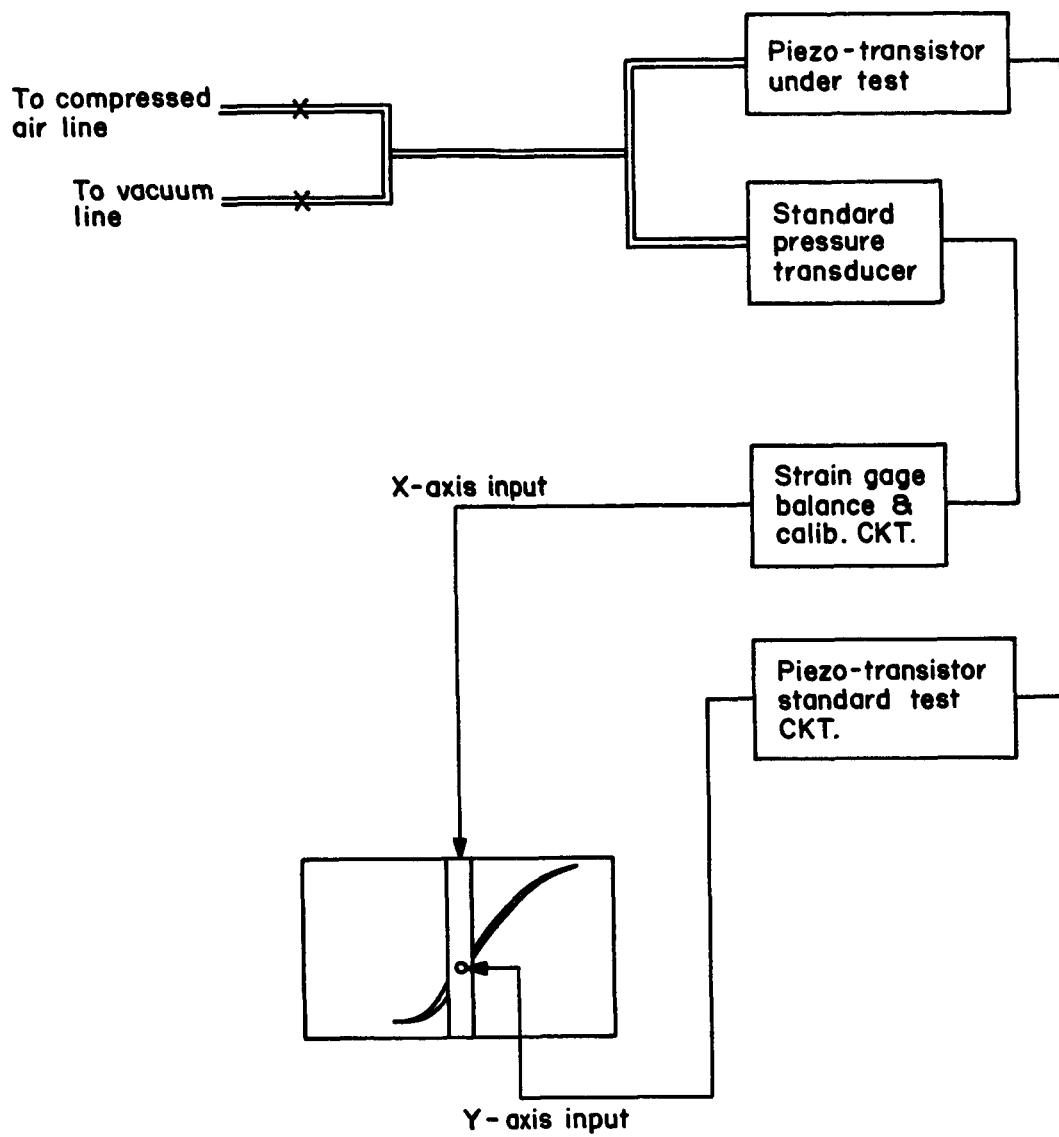 Piezo-transistor
under test
To compressed
air line
To vacuum
line
Standard
pressure
transducer
X-axis input
Strain gage
balance &
calib. CKT.
Piezo-transistor
standard test
CKT.
Y-axis input